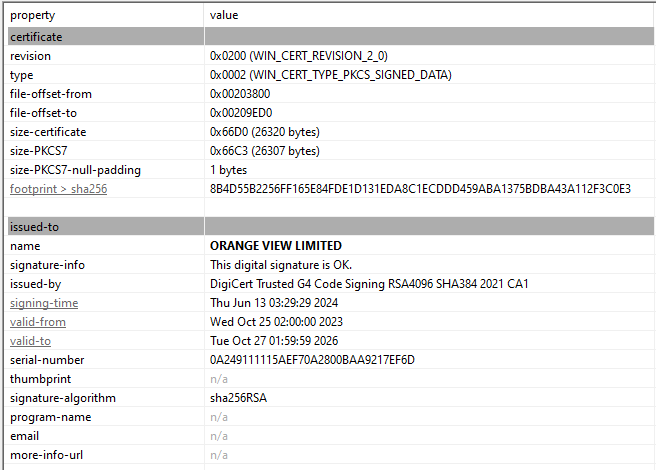 property value
certificate
revision 0x0200 (WIN_CERT_REVISION_2_0)
type 0x0002 (WIN_CERT_TYPE_PKCS_SIGNED_DATA)
file-offset-from 0x00203800
file-offset-to 0x00209ED0
size-certificate 0x66D0 (26320 bytes)
size-PKCS7 0x66C3 (26307 bytes)
size-PKCS7-null-padding 1 bytes
footprint > sha256 8B4D55B2256FF165E84FDE1D131EDA8C1ECDDD459ABA1375BDBA43A112F3C0E3
issued-to
name ORANGE VIEW LIMITED
signature-info This digital signature is OK.
issued-by DigiCert Trusted G4 Code Signing RSA4096 SHA384 2021 CA1
signing-time Thu Jun 13 03:29:29 2024
valid-from Wed Oct 25 02:00:00 2023
valid-to Tue Oct 27 01:59:59 2026
serial-number 0A249111115AEF70A2800BAA9217EF6D
thumbprint n/a
signature-algorithm sha256RSA
program-name n/a
email n/a
more-info-url n/a